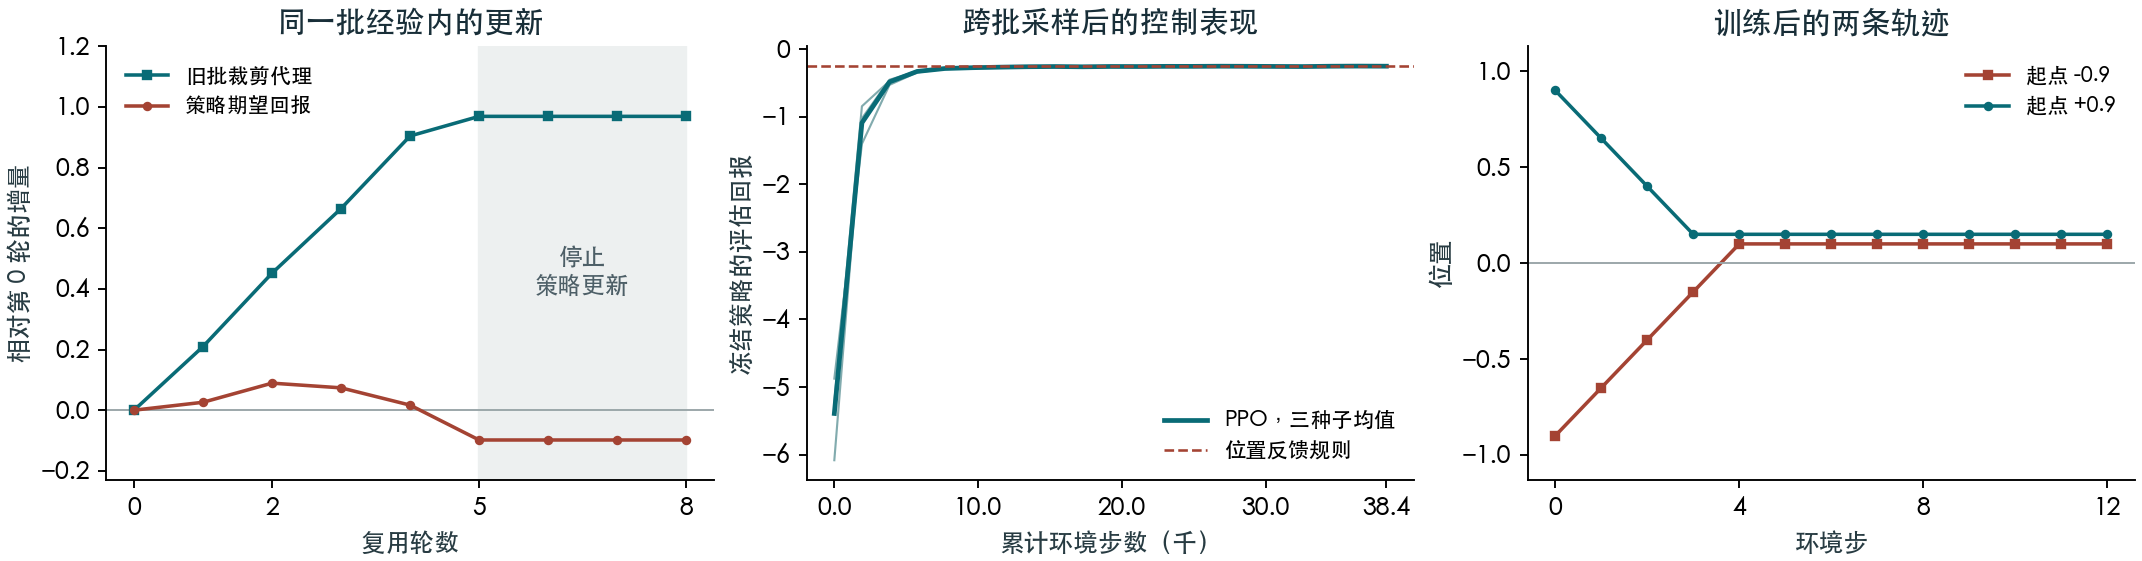 同一批经验内的更新
相对第 0 轮的增量
1.2
1.0
0.8
0.6
0.4
0.2
0.0
−0.2
旧批裁剪代理
策略期望回报
停止
策略更新
0
2
5
8
复用轮数
跨批采样后的控制表现
冻结策略的评估回报
0
−1
−2
−3
−4
−5
−6
PPO，三种子均值
位置反馈规则
0.0
10.0
20.0
30.0
38.4
累计环境步数（千）
训练后的两条轨迹
位置
1.0
0.5
0.0
−0.5
−1.0
起点 -0.9
起点 +0.9
0
4
8
12
环境步